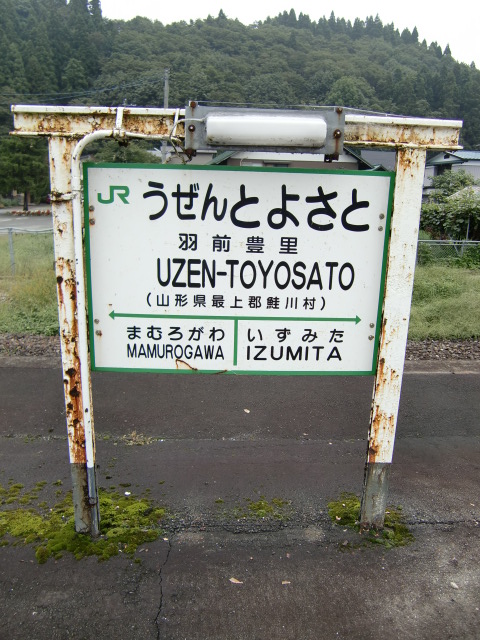 JR うぜんとよさと
羽前豊里
UZEN-TOYOSATO
(山形県最上郡鮭川村)
まむろがわ いずみた
MAMUROGAWA IZUMITA